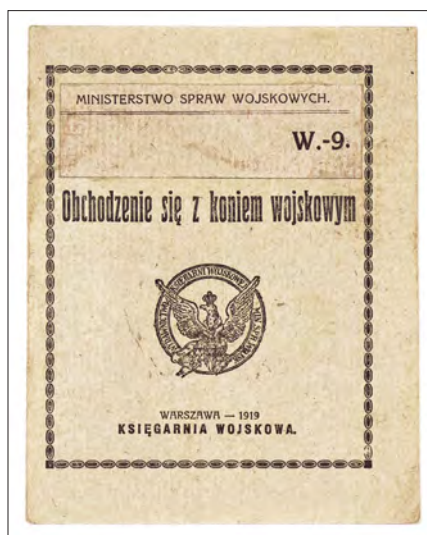 MINISTERSTWO SPRAW WOJSKOWYCH.
W.-9.
Obchodzenie się z koniem wojskowym
WARSZAWA — 1919
KSIĘGARNIA WOJSKOWA.